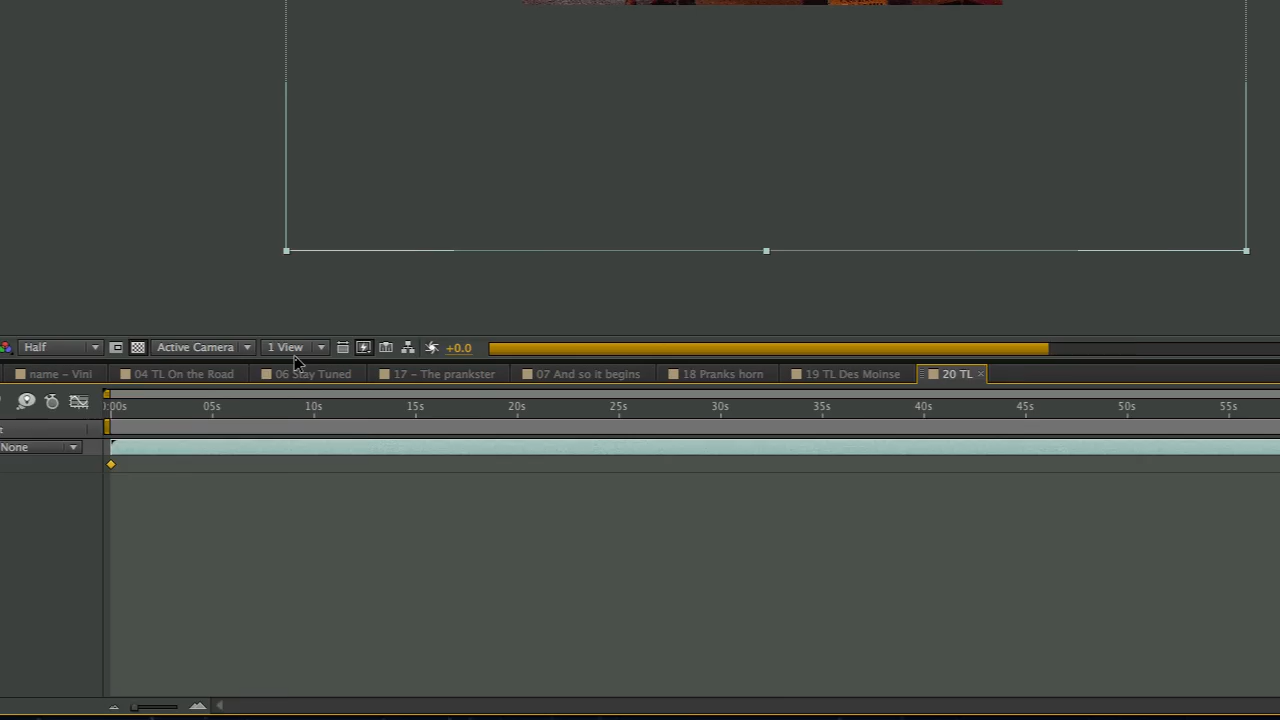 Half Active Camera 1 View +0.0
name – Vini 04 TL On the Road 06 Stay Tuned 17 – The prankster 07 And so it begins 18 Pranks horn 19 TL Des Moinse 20 TL ×
:00s 05s 10s 15s 20s 25s 30s 35s 40s 45s 50s 55s
t
None